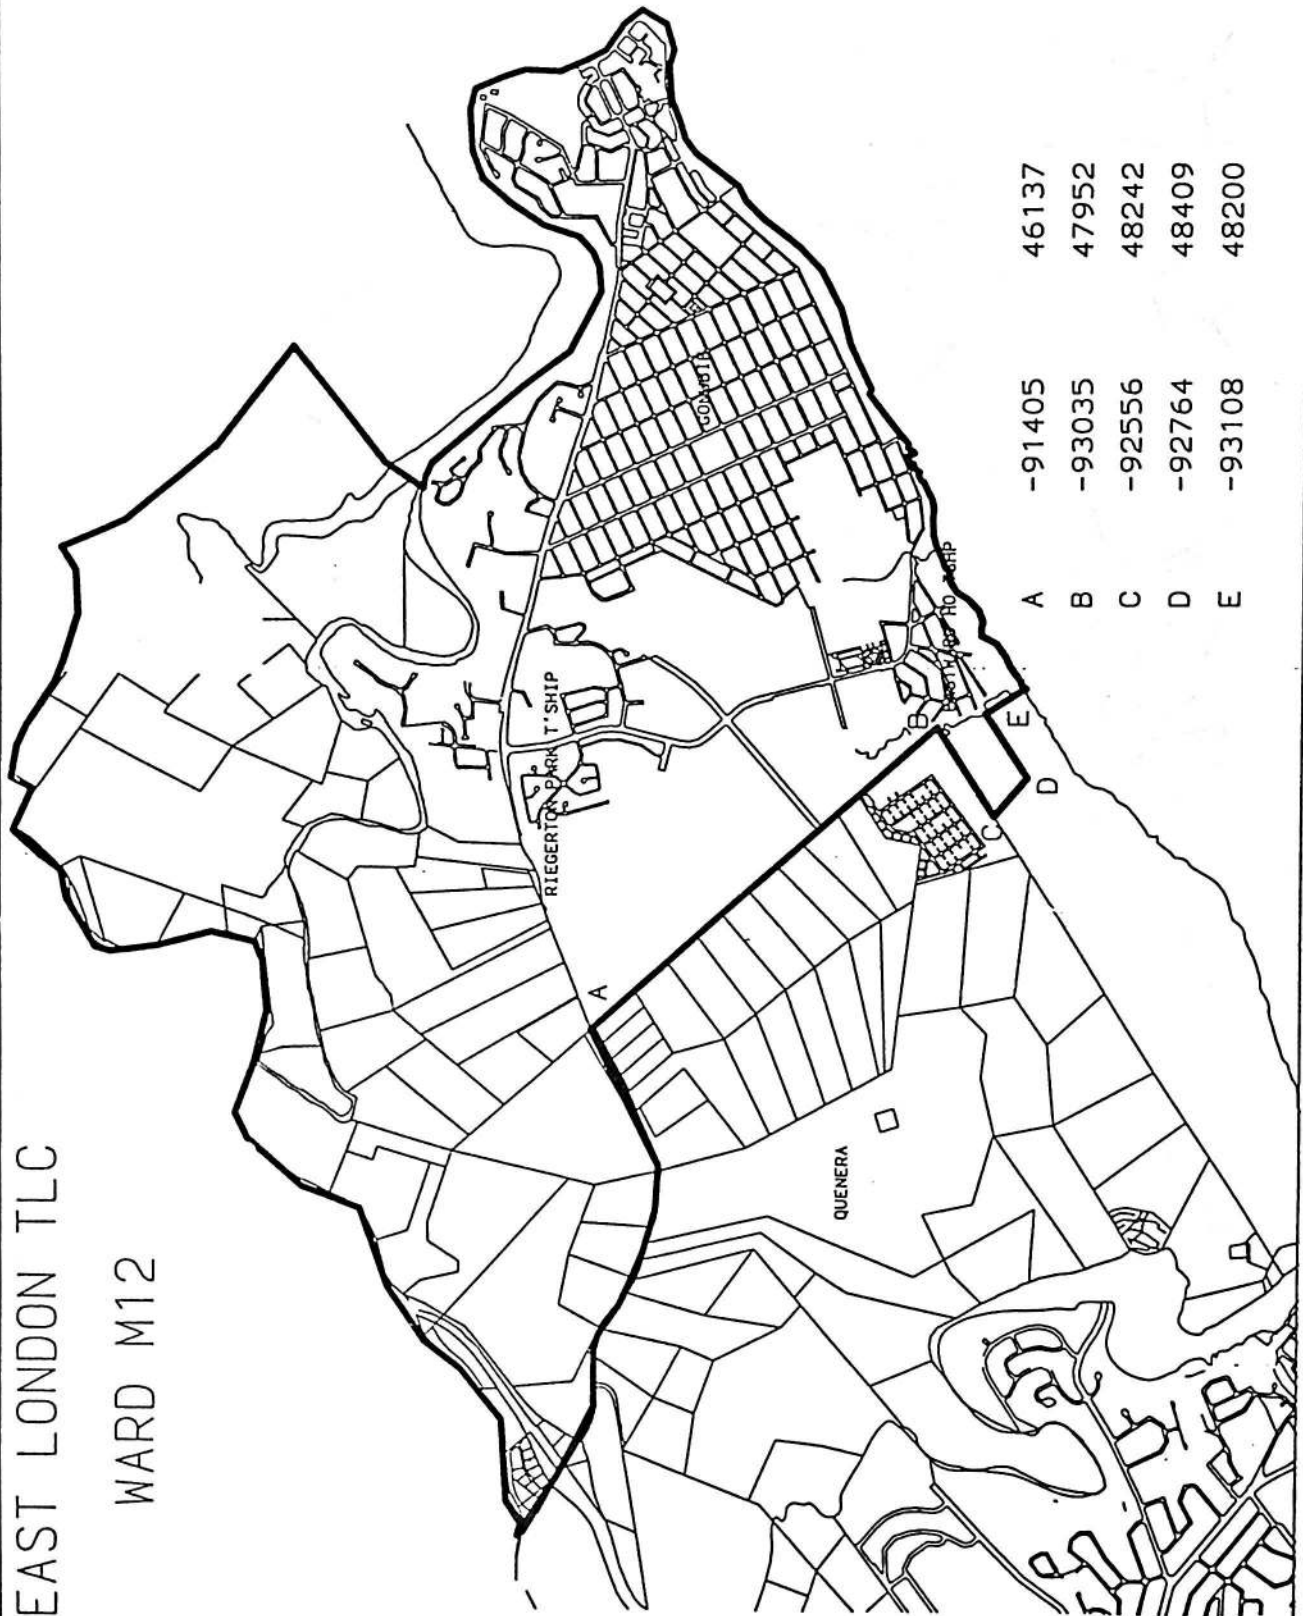 EAST LONDON TLC
WARD M12
RIEGERTON PARK T'SHIP
QUENERA
A
B
C
D
E
A -91405 46137
B -93035 47952
C -92556 48242
D -92764 48409
E -93108 48200